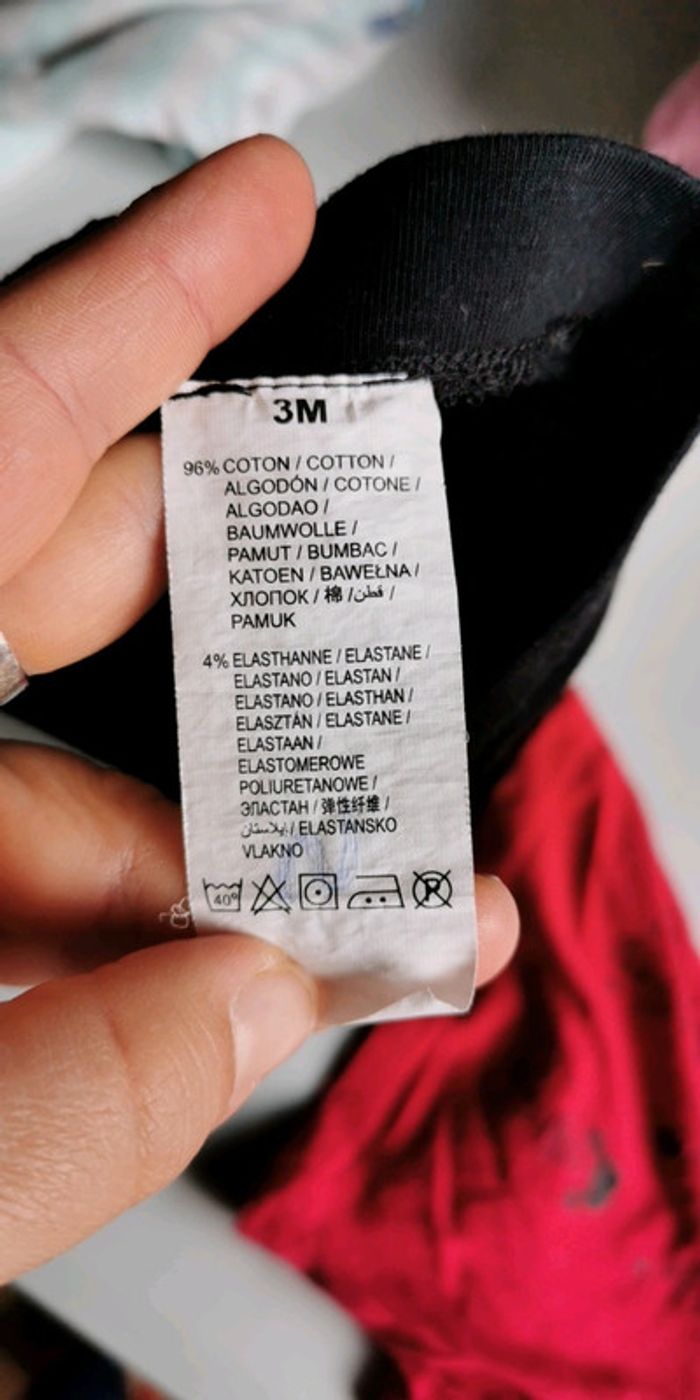 3M
96% COTON / COTTON /
ALGODÓN / COTONE /
ALGODAO /
BAUMWOLLE /
PAMUT / BUMBAC /
KATOEN / BAWEŁNA /
ХЛОПОК / 棉 / قطن /
PAMUK
4% ELASTHANNE / ELASTANE /
ELASTANO / ELASTAN /
ELASTANO / ELASTHAN /
ELASZTÁN / ELASTANE /
ELASTAAN /
ELASTOMEROWE
POLIURETANOWE /
ЭЛАСТАН / 弹性纤维 /
إيلاستان / ELASTANSKO
VLAKNO
40° P